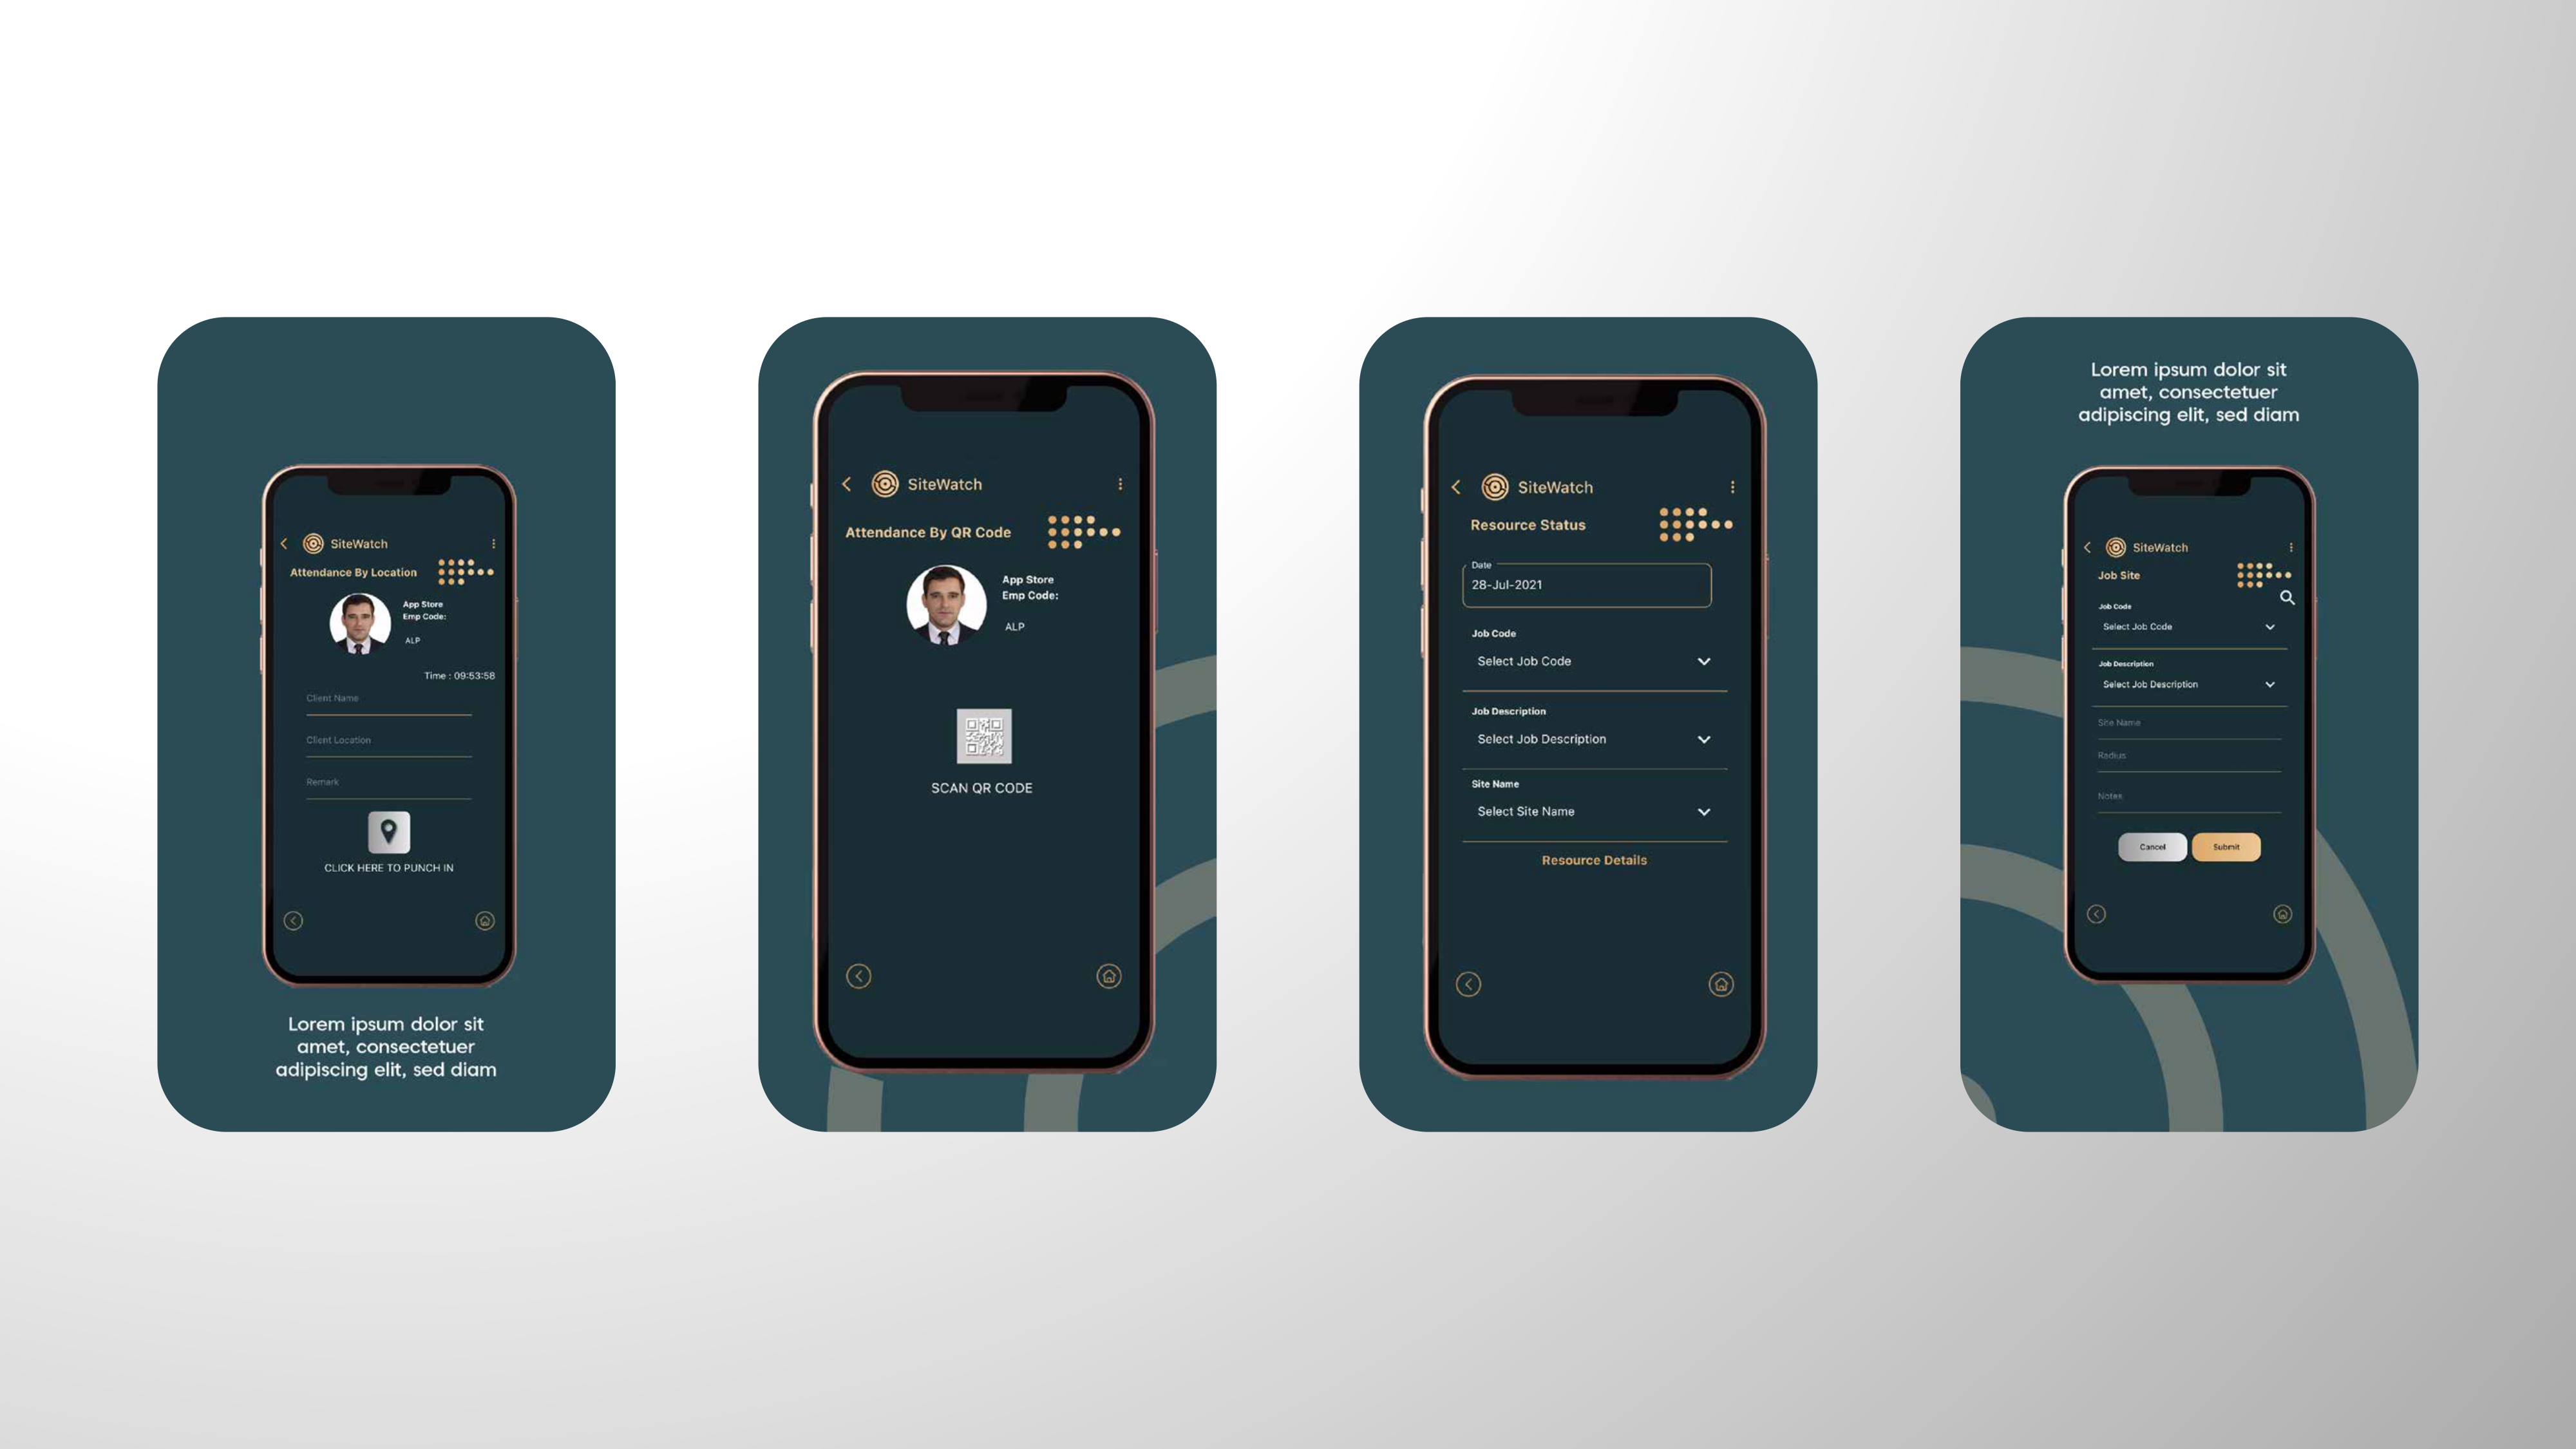 SiteWatch
Attendance By Location
App Store
Emp Code:
ALP
Time : 09:53:58
Client Name
Client Location
Remark
CLICK HERE TO PUNCH IN
Lorem ipsum dolor sit
amet, consectetuer
adipiscing elit, sed diam
SiteWatch
Attendance By QR Code
App Store
Emp Code:
ALP
SCAN QR CODE
SiteWatch
Resource Status
Date
28-Jul-2021
Job Code
Select Job Code
Job Description
Select Job Description
Site Name
Select Site Name
Resource Details
Lorem ipsum dolor sit
amet, consectetuer
adipiscing elit, sed diam
SiteWatch
Job Site
Job Code
Select Job Code
Job Description
Select Job Description
Site Name
Radius
Notes
Cancel
Submit